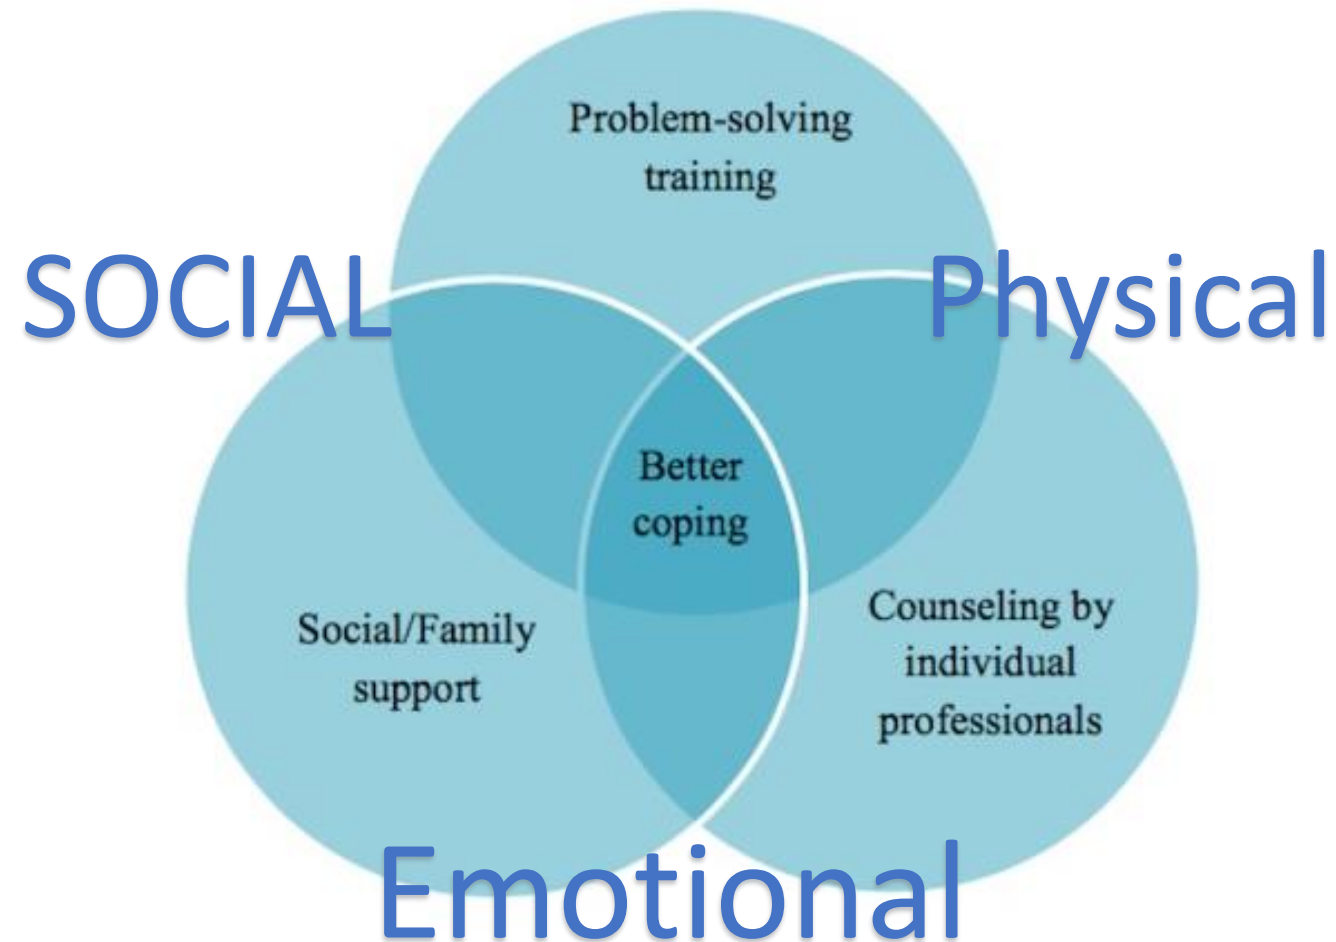 Problem-solving
training
SOCIAL
Physical
Better
coping
Social/Family
support
Counseling by
individual
professionals
Emotional